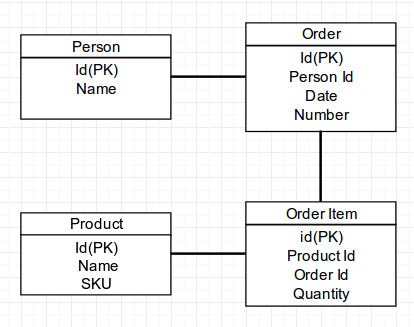 Person
Id(PK)
Name
Order
Id(PK)
Person Id
Date
Number
Product
Id(PK)
Name
SKU
Order Item
id(PK)
Product Id
Order Id
Quantity